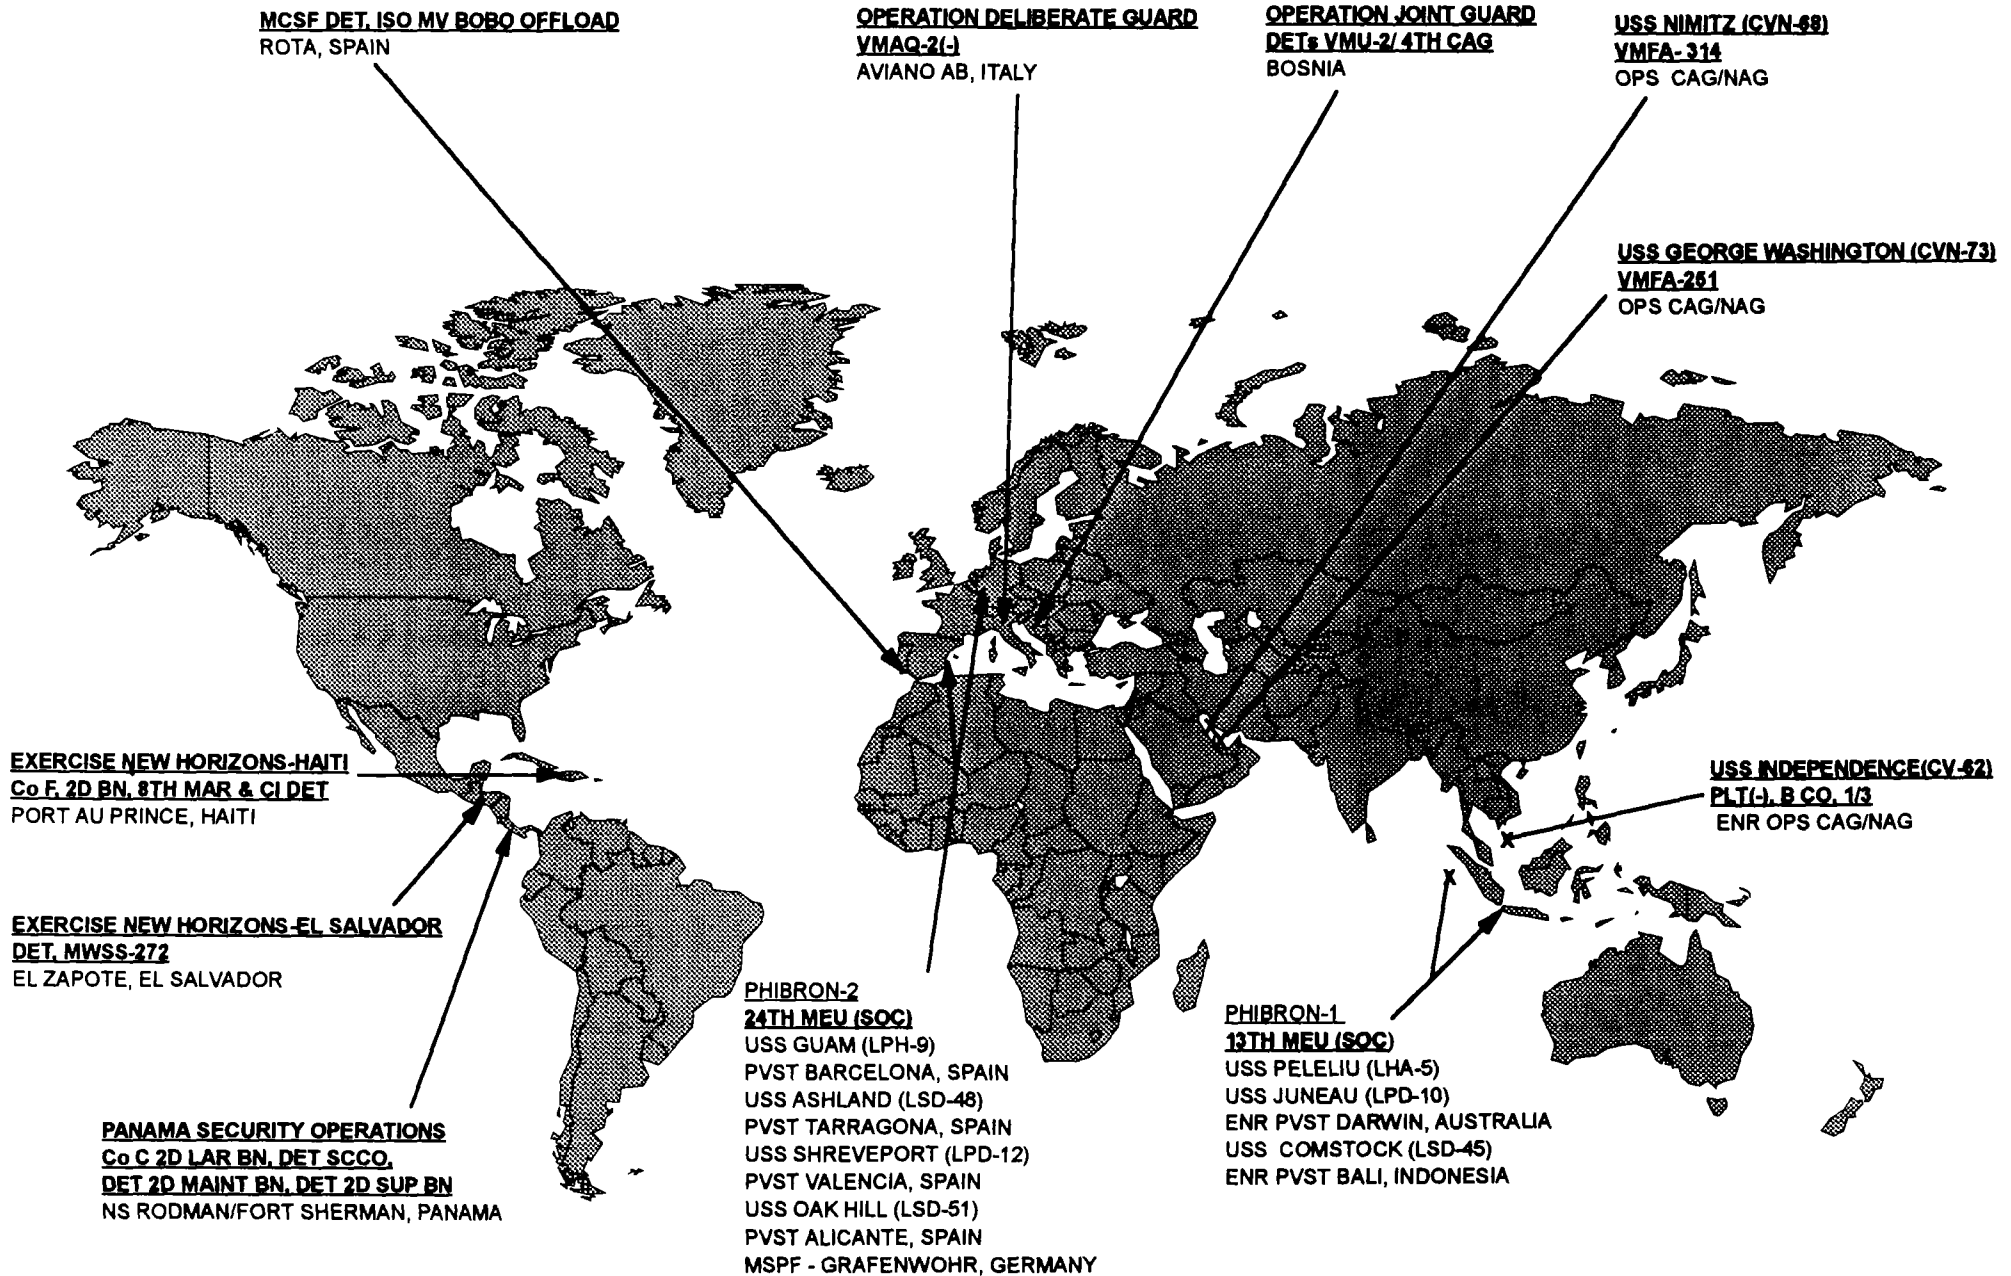 MCSF DET, ISO MV BOBO OFFLOAD
ROTA, SPAIN
OPERATION DELIBERATE GUARD
VMAQ-2(-)
AVIANO AB, ITALY
OPERATION JOINT GUARD
DETs VMU-2/ 4TH CAG
BOSNIA
USS NIMITZ (CVN-68)
VMFA- 314
OPS CAG/NAG
USS GEORGE WASHINGTON (CVN-73)
VMFA-251
OPS CAG/NAG
EXERCISE NEW HORIZONS-HAITI
Co F, 2D BN, 8TH MAR & CI DET
PORT AU PRINCE, HAITI
USS INDEPENDENCE(CV-62)
PLT(-), B CO, 1/3
ENR OPS CAG/NAG
X
X
EXERCISE NEW HORIZONS-EL SALVADOR
DET, MWSS-272
EL ZAPOTE, EL SALVADOR
PHIBRON-2
24TH MEU (SOC)
USS GUAM (LPH-9)
PVST BARCELONA, SPAIN
USS ASHLAND (LSD-48)
PVST TARRAGONA, SPAIN
USS SHREVEPORT (LPD-12)
PVST VALENCIA, SPAIN
USS OAK HILL (LSD-51)
PVST ALICANTE, SPAIN
MSPF - GRAFENWOHR, GERMANY
PHIBRON-1
13TH MEU (SOC)
USS PELELIU (LHA-5)
USS JUNEAU (LPD-10)
ENR PVST DARWIN, AUSTRALIA
USS COMSTOCK (LSD-45)
ENR PVST BALI, INDONESIA
PANAMA SECURITY OPERATIONS
Co C 2D LAR BN, DET SCCO,
DET 2D MAINT BN, DET 2D SUP BN
NS RODMAN/FORT SHERMAN, PANAMA